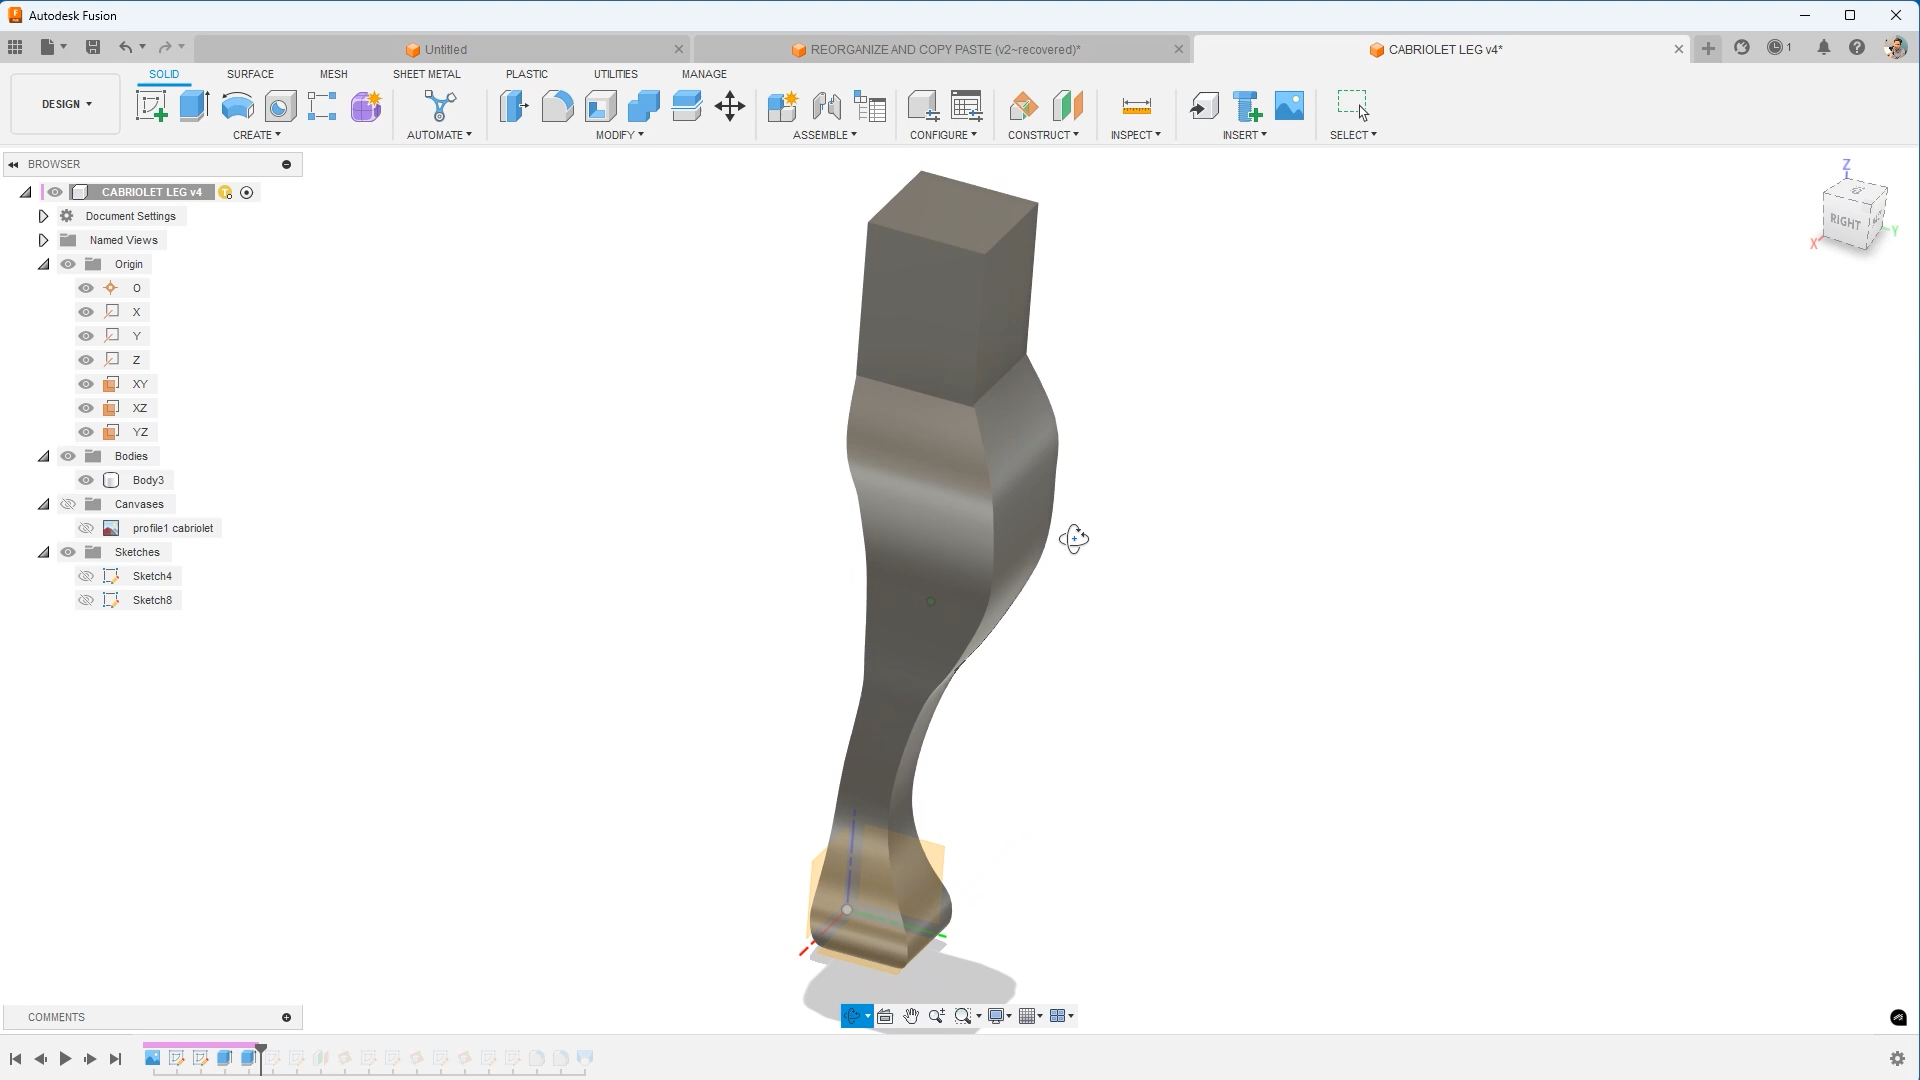 Autodesk Fusion
Untitled
REORGANIZE AND COPY PASTE (v2~recovered)*
CABRIOLET LEG v4*
1
DESIGN
SOLID
SURFACE
MESH
SHEET METAL
PLASTIC
UTILITIES
MANAGE
CREATE
AUTOMATE
MODIFY
ASSEMBLE
CONFIGURE
CONSTRUCT
INSPECT
INSERT
SELECT
BROWSER
CABRIOLET LEG v4
Document Settings
Named Views
Origin
O
X
Y
Z
XY
XZ
YZ
Bodies
Body3
Canvases
profile1 cabriolet
Sketches
Sketch4
Sketch8
Z
RIGHT
X
Y
COMMENTS